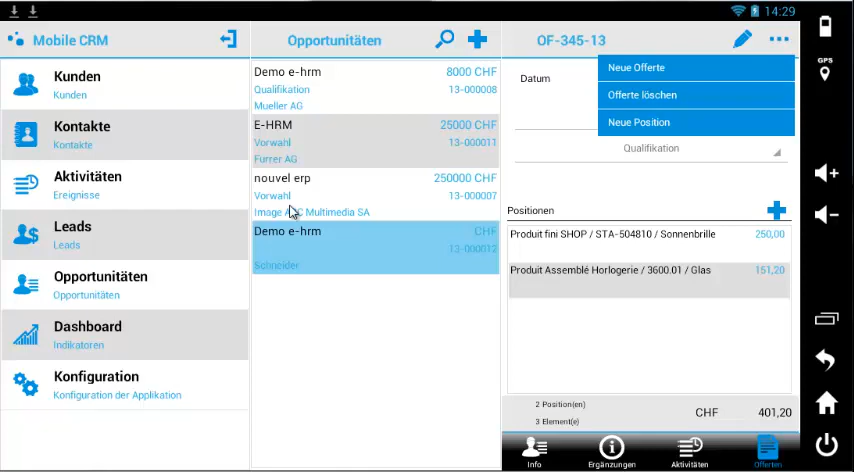 14:29
Mobile CRM
Kunden
Kunden
Kontakte
Kontakte
Aktivitäten
Ereignisse
Leads
Leads
Opportunitäten
Opportunitäten
Dashboard
Indikatoren
Konfiguration
Konfiguration der Applikation
Opportunitäten
Demo e-hrm 8000 CHF
Qualifikation 13-000008
Mueller AG
E-HRM 25000 CHF
Vorwahl 13-000011
Furrer AG
nouvel erp 250000 CHF
Vorwahl 13-000007
Image Multimedia SA
Demo e-hrm CHF
13-000012
Schneider
OF-345-13
Datum
Neue Offerte
Offerte löschen
Neue Position
Qualifikation
Positionen
Produit fini SHOP / STA-504810 / Sonnenbrille 250,00
Produit Assemblé Horlogerie / 3600.01 / Glas 151,20
2 Position(en)
3 Element(e)
CHF 401,20
Info
Ergänzungen
Aktivitäten
Offerten
GPS